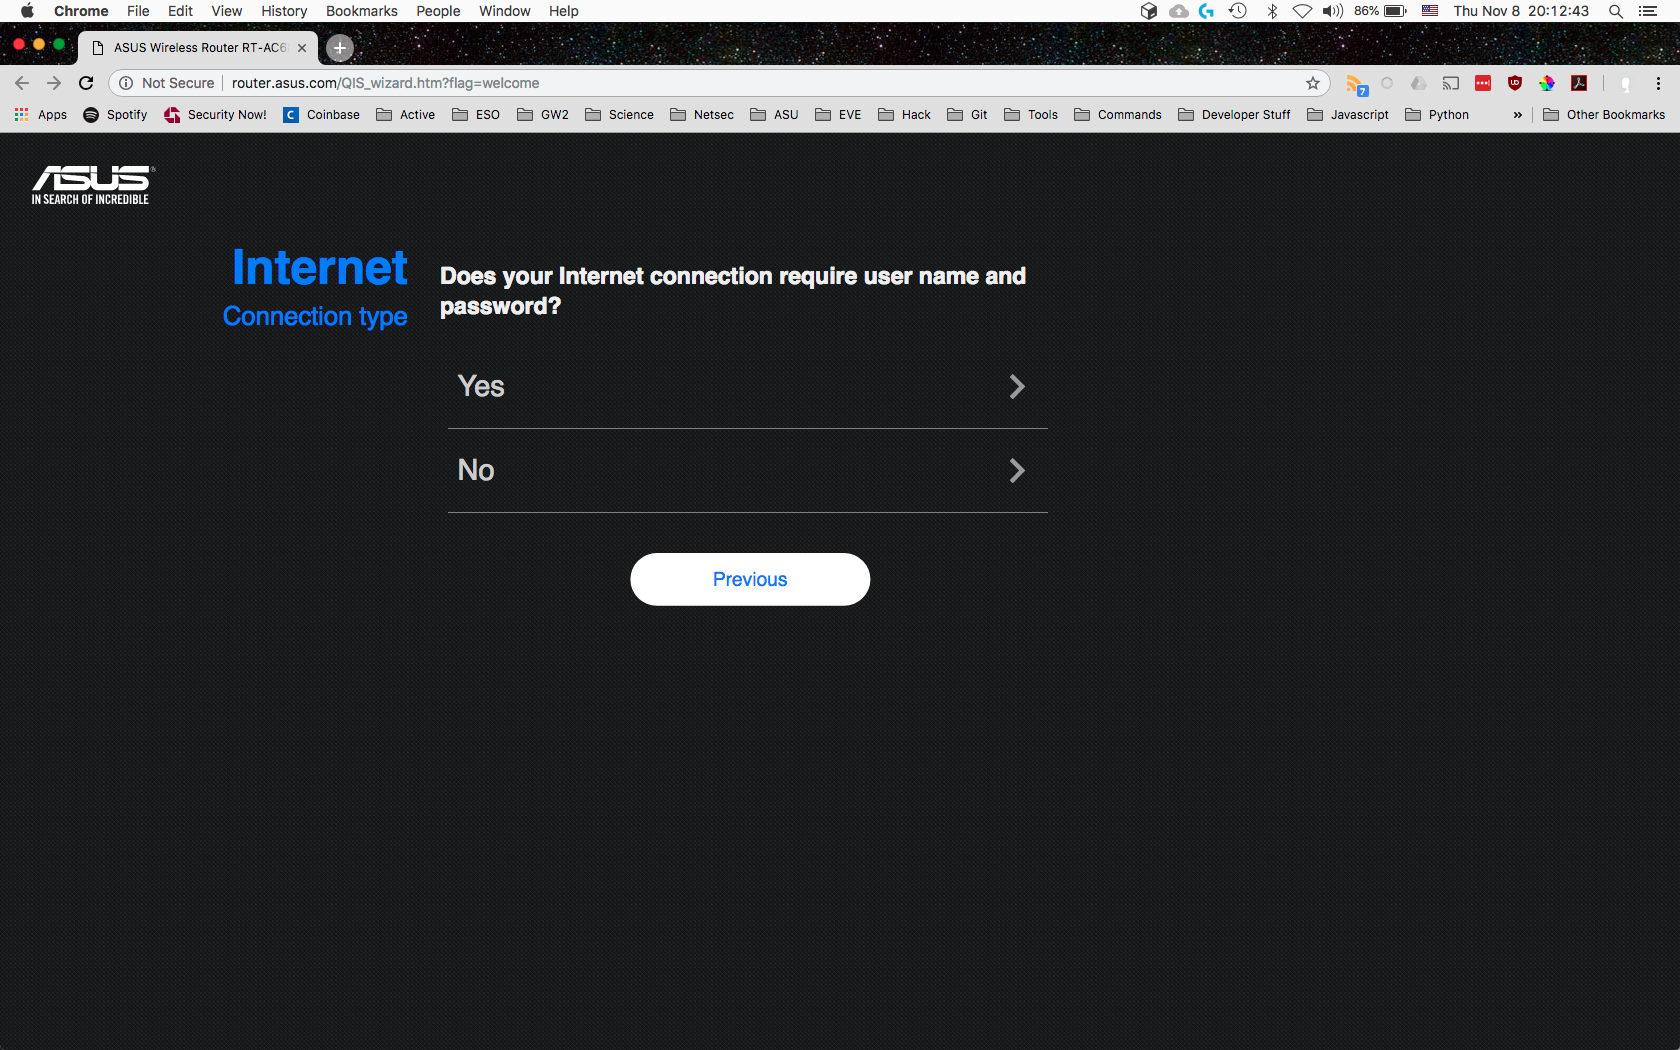 Chrome File Edit View History Bookmarks People Window Help 86% Thu Nov 8 20:12:43
ASUS Wireless Router RT-AC6
Not Secure router.asus.com/QIS_wizard.htm?flag=welcome 7
Apps Spotify Security Now! C Coinbase Active ESO GW2 Science Netsec ASU EVE Hack Git Tools Commands Developer Stuff Javascript Python » Other Bookmarks
ASUS
IN SEARCH OF INCREDIBLE
Internet
Connection type
Does your Internet connection require user name and
password?
Yes
No
Previous